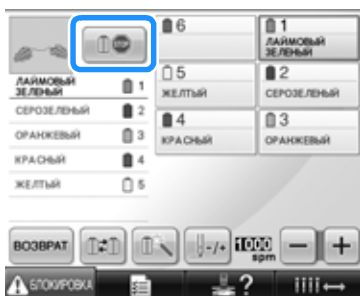 STOP
ЛАЙМОВЫЙ
ЗЕЛЕНЫЙ 1
СЕРОЗЕЛЕНЫЙ 2
ОРАНЖЕВЫЙ 3
КРАСНЫЙ 4
ЖЕЛТЫЙ 5
6
1
ЛАЙМОВЫЙ
ЗЕЛЕНЫЙ
5
ЖЕЛТЫЙ
2
СЕРОЗЕЛЕНЫЙ
4
КРАСНЫЙ
3
ОРАНЖЕВЫЙ
ВОЗВРАТ
-/+
1000
spm
- +
БЛОКИРОВКА
?